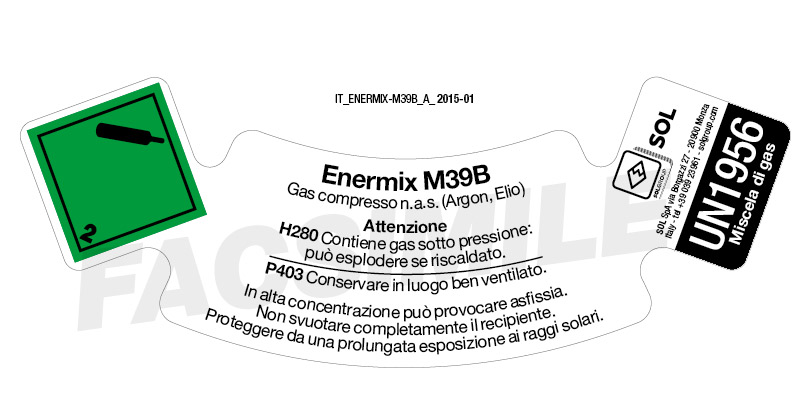 IT_ENERMIX-M39B_A_ 2015-01
2
Enermix M39B
Gas compresso n.a.s. (Argon, Elio)
Attenzione
H280 Contiene gas sotto pressione:
può esplodere se riscaldato.
P403 Conservare in luogo ben ventilato.
In alta concentrazione può provocare asfissia.
Non svuotare completamente il recipiente.
Proteggere da una prolungata esposizione ai raggi solari.
FACSIMILE
SOL
SOLGROUP
SOL SpA via Borgazzi 27 - 20900 Monza
Italy - tel +39 039 23961 - solgroup.com
UN1956
Miscela di gas